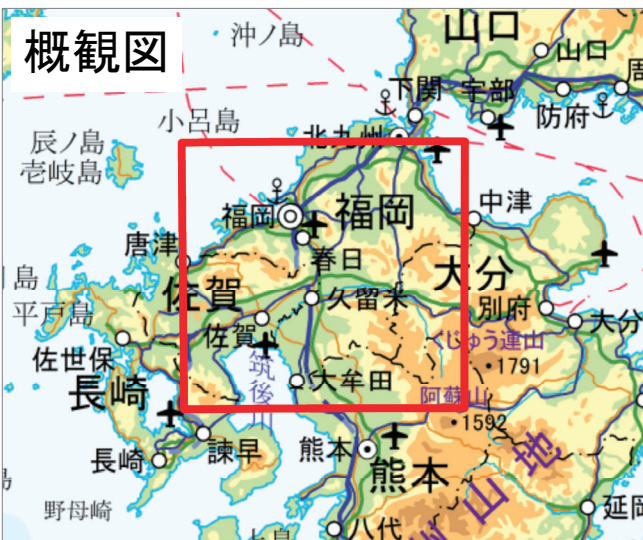 概観図
沖ノ島
山口
山口
下関
宇部
周
防府
小呂島
北九州
辰ノ島
壱岐島
福岡
福岡
中津
唐津
春日
島
佐賀
大分
平戸島
久留米
別府
佐賀
大分
佐世保
くじゅう連山
・1791
長崎
筑後川
大牟田
阿蘇山
・1592
長崎
諫早
熊本
熊本
山地
野母崎
延岡
八代